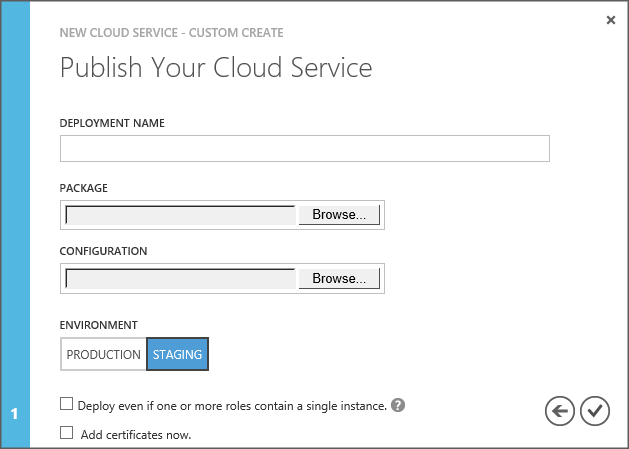 NEW CLOUD SERVICE - CUSTOM CREATE
Publish Your Cloud Service
DEPLOYMENT NAME
PACKAGE
Browse...
CONFIGURATION
Browse...
ENVIRONMENT
PRODUCTION STAGING
Deploy even if one or more roles contain a single instance. ?
Add certificates now.
1